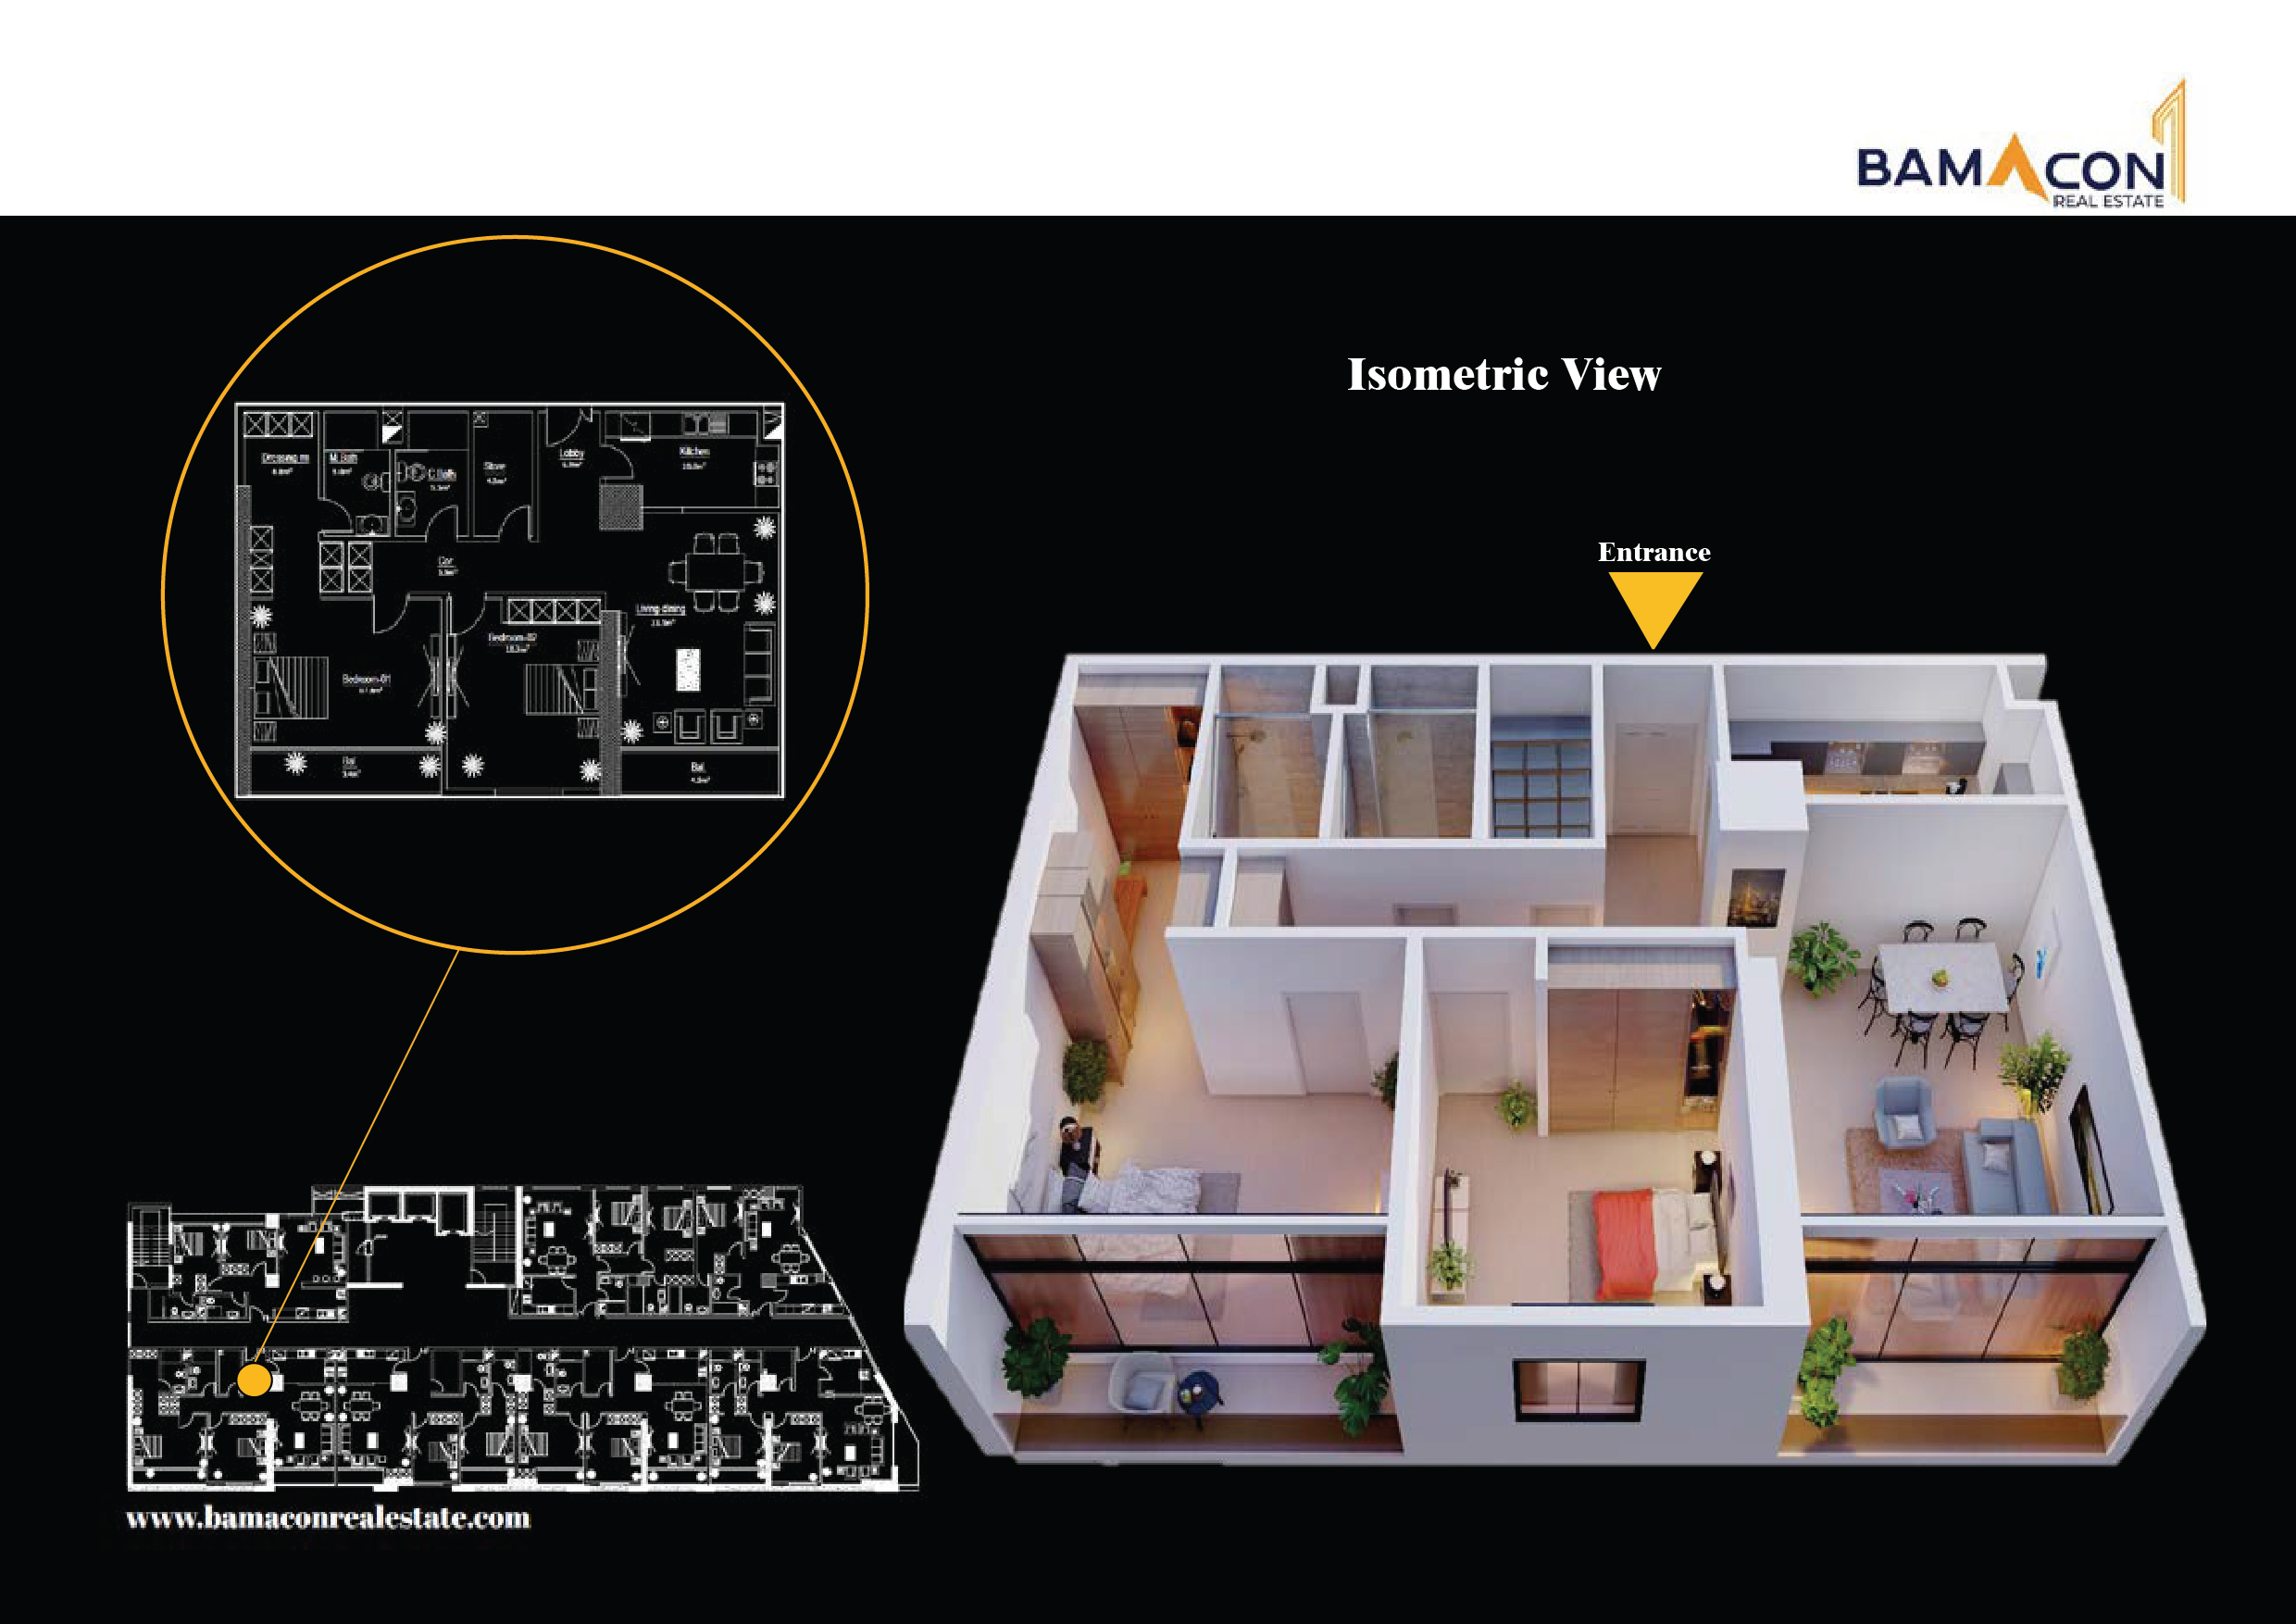 BAMACON
REAL ESTATE
Isometric View
Entrance
Dressing rm
M.Bath
C.Bath
Store
Lobby
Kitchen
Cor
Living-dining
Bedroom-02
Bedroom-01
Bal
Bal
www.bamaconrealestate.com